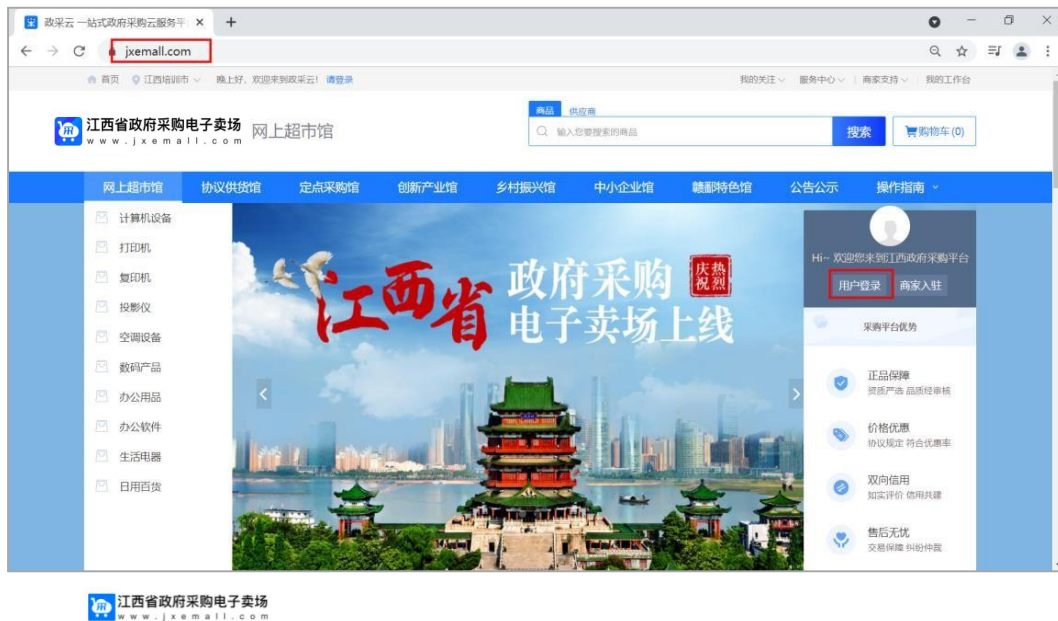 政采云 一站式政府采购云服务平
jxemall.com
首页 江西培训市 晚上好，欢迎来到政采云！ 请登录 我的关注 服务中心 商家支持 我的工作台
商品 供应商
江西省政府采购电子卖场 网上超市馆
www.jxemall.com
输入您要搜索的商品 搜索 购物车(0)
网上超市馆 协议供货馆 定点采购馆 创新产业馆 乡村振兴馆 中小企业馆 赣鄱特色馆 公告公示 操作指南
计算机设备
打印机
复印机
投影仪
空调设备
数码产品
办公用品
办公软件
生活电器
日用百货
江西省 政府采购 热烈庆祝
电子卖场上线
Hi~ 欢迎您来到江西政府采购平台
用户登录 商家入驻
采购平台优势
正品保障
资质严选 品质经审核
价格优惠
协议规定 符合优惠率
双向信用
如实评价 信用共建
售后无忧
交易保障 纠纷仲裁
江西省政府采购电子卖场
www.jxemall.com